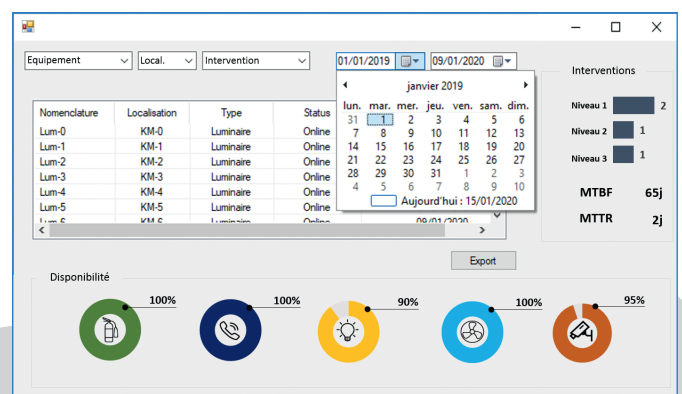 Equipement Local. Intervention 01/01/2019 09/01/2020
Interventions
Niveau 1 2
Niveau 2 1
Niveau 3 1
MTBF 65j
MTTR 2j
janvier 2019
lun. mar. mer. jeu. ven. sam. dim.
31 1 2 3 4 5 6
7 8 9 10 11 12 13
14 15 16 17 18 19 20
21 22 23 24 25 26 27
28 29 30 31 1 2 3
4 5 6 7 8 9 10
Aujourd'hui : 15/01/2020
Nomenclature Localisation Type Status
Lum-0 KM-0 Luminaire Online
Lum-1 KM-1 Luminaire Online
Lum-2 KM-2 Luminaire Online
Lum-3 KM-3 Luminaire Online
Lum-4 KM-4 Luminaire Online
Lum-5 KM-5 Luminaire Online
Lum-6 KM-6 Luminaire Online 09/01/2020
Export
Disponibilité
100% 100% 90% 100% 95%